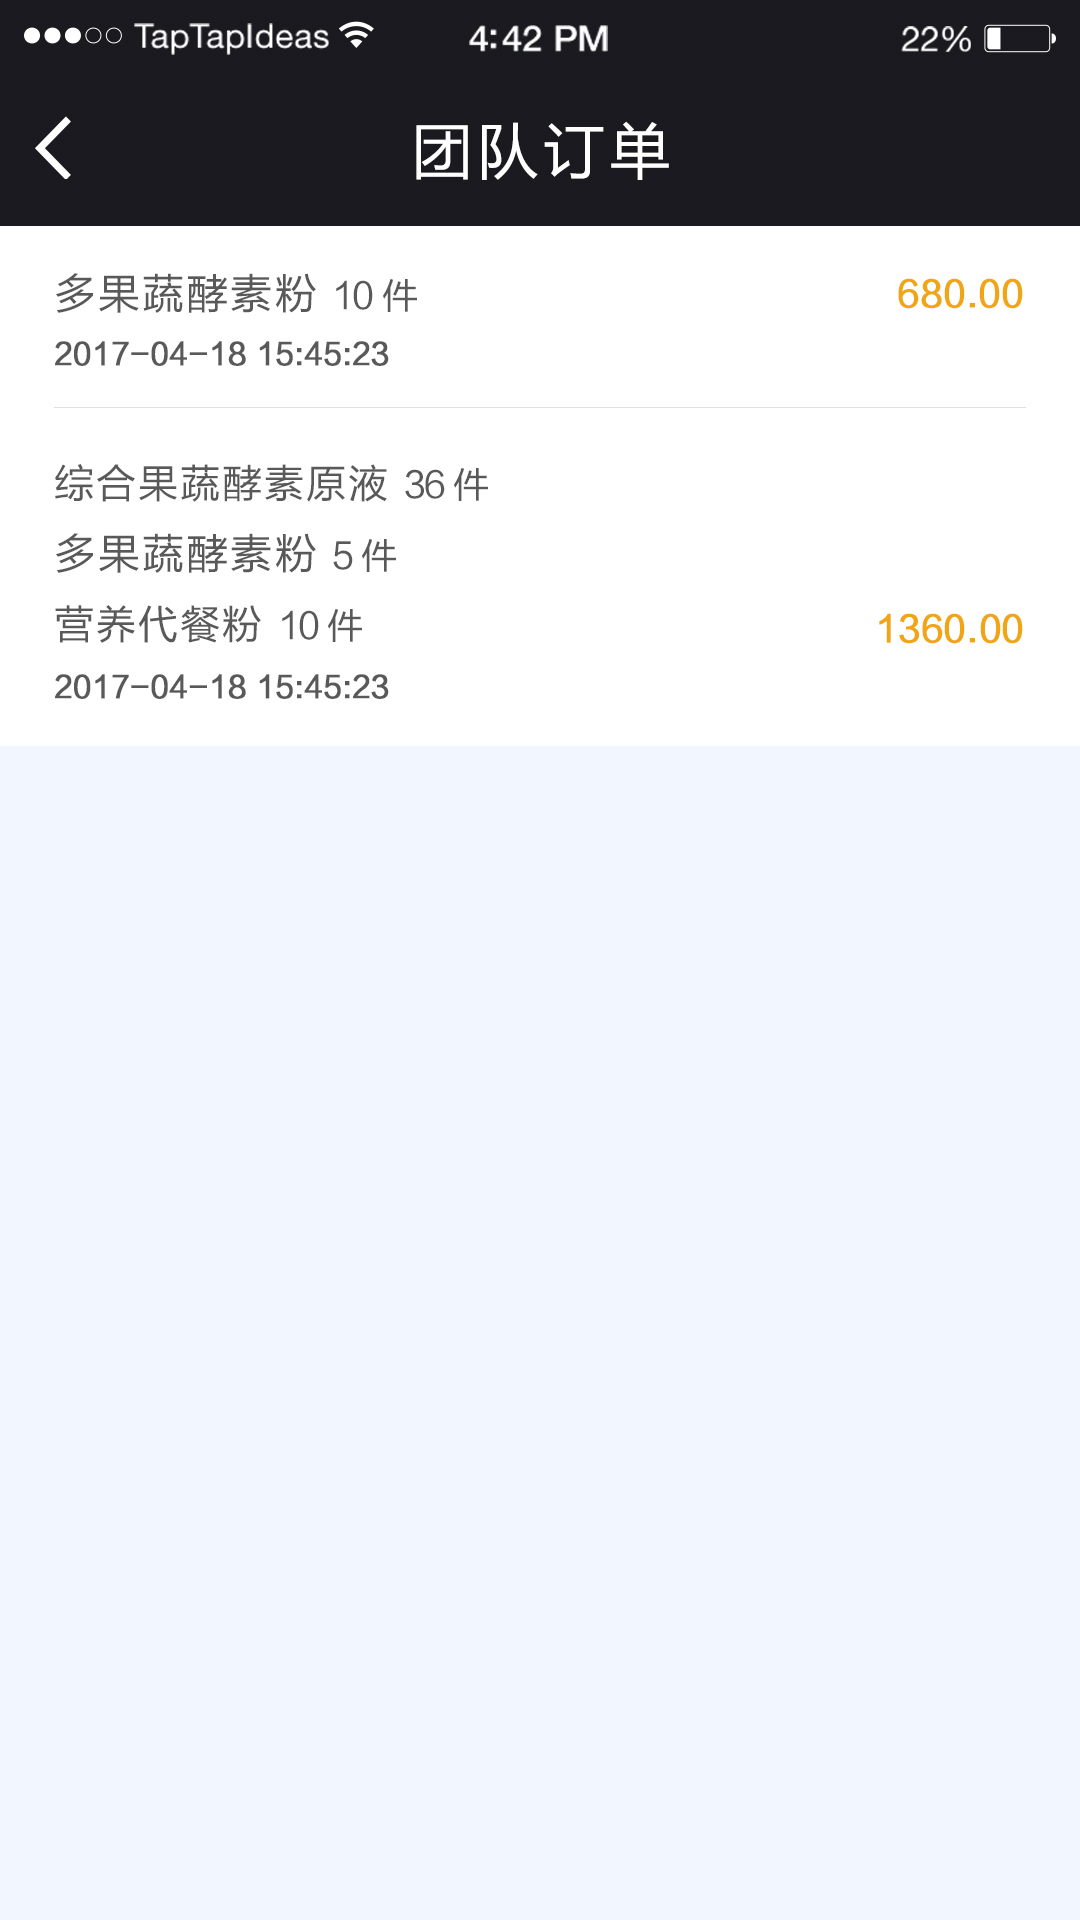 TapTapIdeas 4:42 PM 22%
团队订单
多果蔬酵素粉 10 件 680.00
2017-04-18 15:45:23
综合果蔬酵素原液 36 件
多果蔬酵素粉 5 件
营养代餐粉 10 件 1360.00
2017-04-18 15:45:23